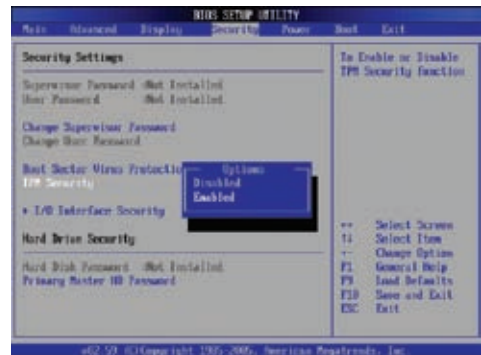 BIOS SETUP UTILITY
Main Advanced Display Security Power Boot Exit
Security Settings
Supervisor Password :Not Installed
User Password :Not Installed
Change Supervisor Password
Change User Password
Boot Sector Virus Protection
TPM Security
Options
Disabled
Enabled
I/O Interface Security
Hard Drive Security
Hard Disk Password :Not Installed
Primary Master HD Password
To Enable or Disable
TPM Security function
Select Screen
Select Item
Change Option
F1 General Help
F9 Load Defaults
F10 Save and Exit
ESC Exit
v02.59 (C)Copyright 1985-2005, American Megatrends, Inc.